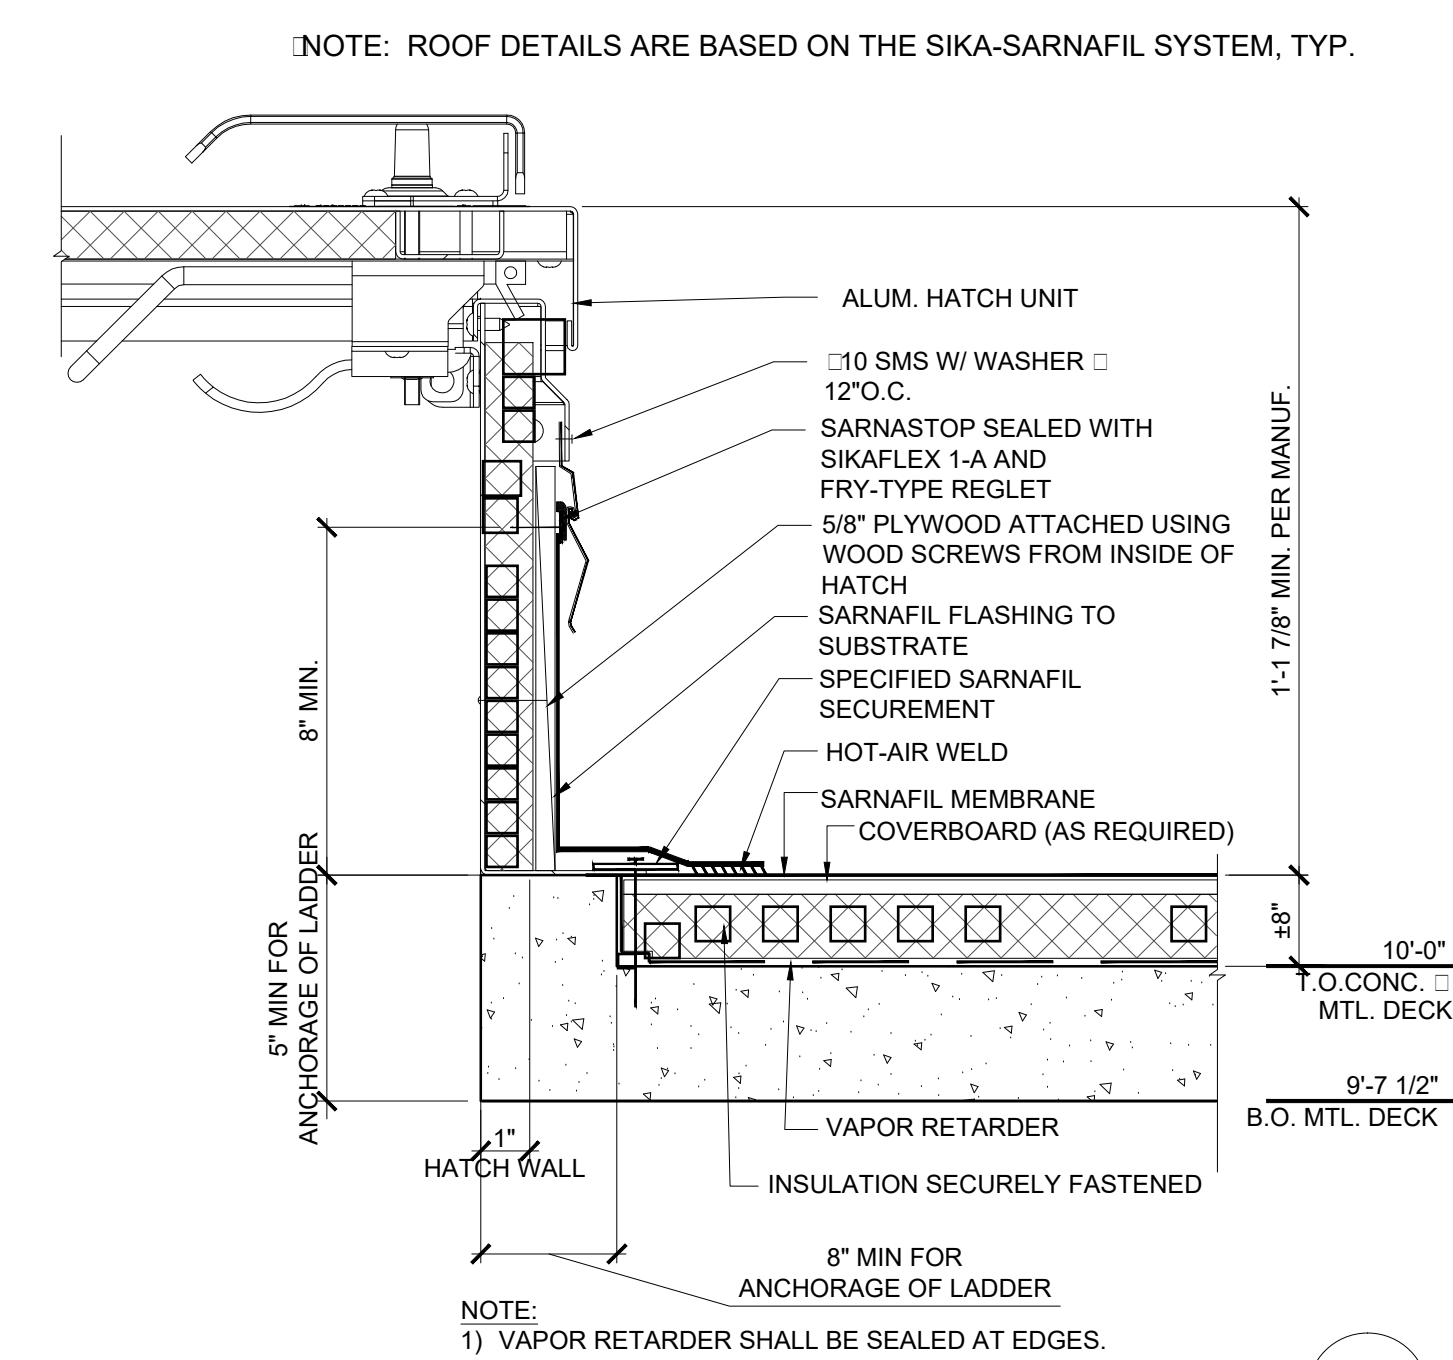 □NOTE: ROOF DETAILS ARE BASED ON THE SIKA-SARNAFIL SYSTEM, TYP.
ALUM. HATCH UNIT
□10 SMS W/ WASHER □
12"O.C.
SARNASTOP SEALED WITH
SIKAFLEX 1-A AND
FRY-TYPE REGLET
5/8" PLYWOOD ATTACHED USING
WOOD SCREWS FROM INSIDE OF
HATCH
SARNAFIL FLASHING TO
SUBSTRATE
SPECIFIED SARNAFIL
SECUREMENT
HOT-AIR WELD
SARNAFIL MEMBRANE
COVERBOARD (AS REQUIRED)
1'-1 7/8" MIN. PER MANUF.
8" MIN.
5" MIN FOR
ANCHORAGE OF LADDER
±8"
10'-0"
T.O.CONC. □
MTL. DECK
9'-7 1/2"
B.O. MTL. DECK
VAPOR RETARDER
1"
HATCH WALL
INSULATION SECURELY FASTENED
8" MIN FOR
ANCHORAGE OF LADDER
NOTE:
1) VAPOR RETARDER SHALL BE SEALED AT EDGES.